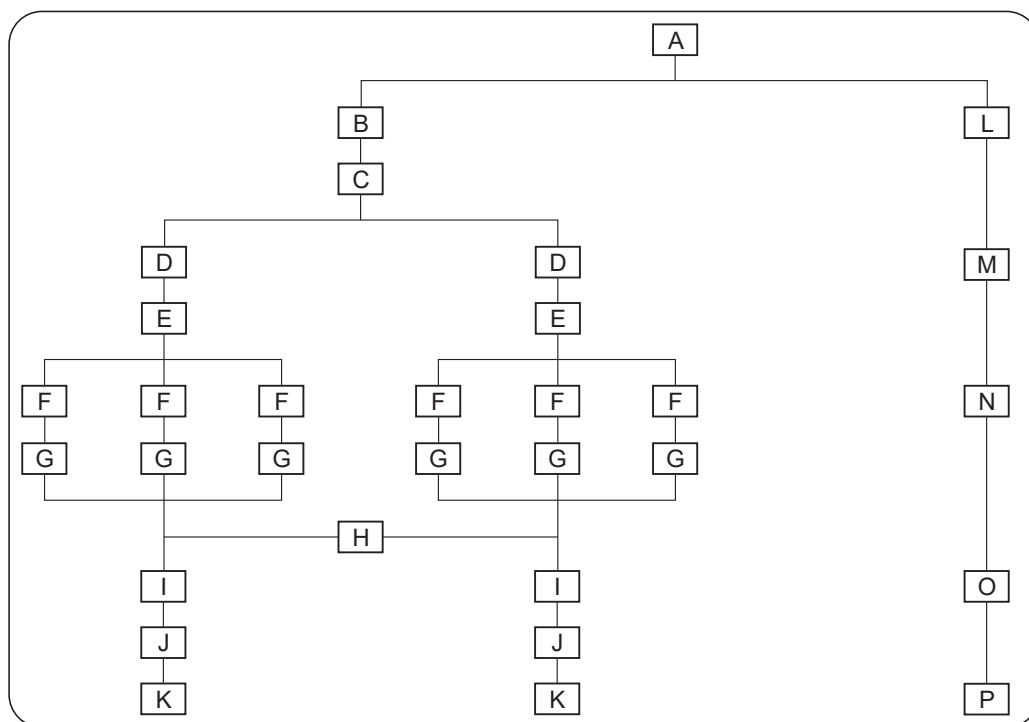 A
B L
C
D D M
E E
F F F F F F N
G G G G G G
H
I I O
J J
K K P